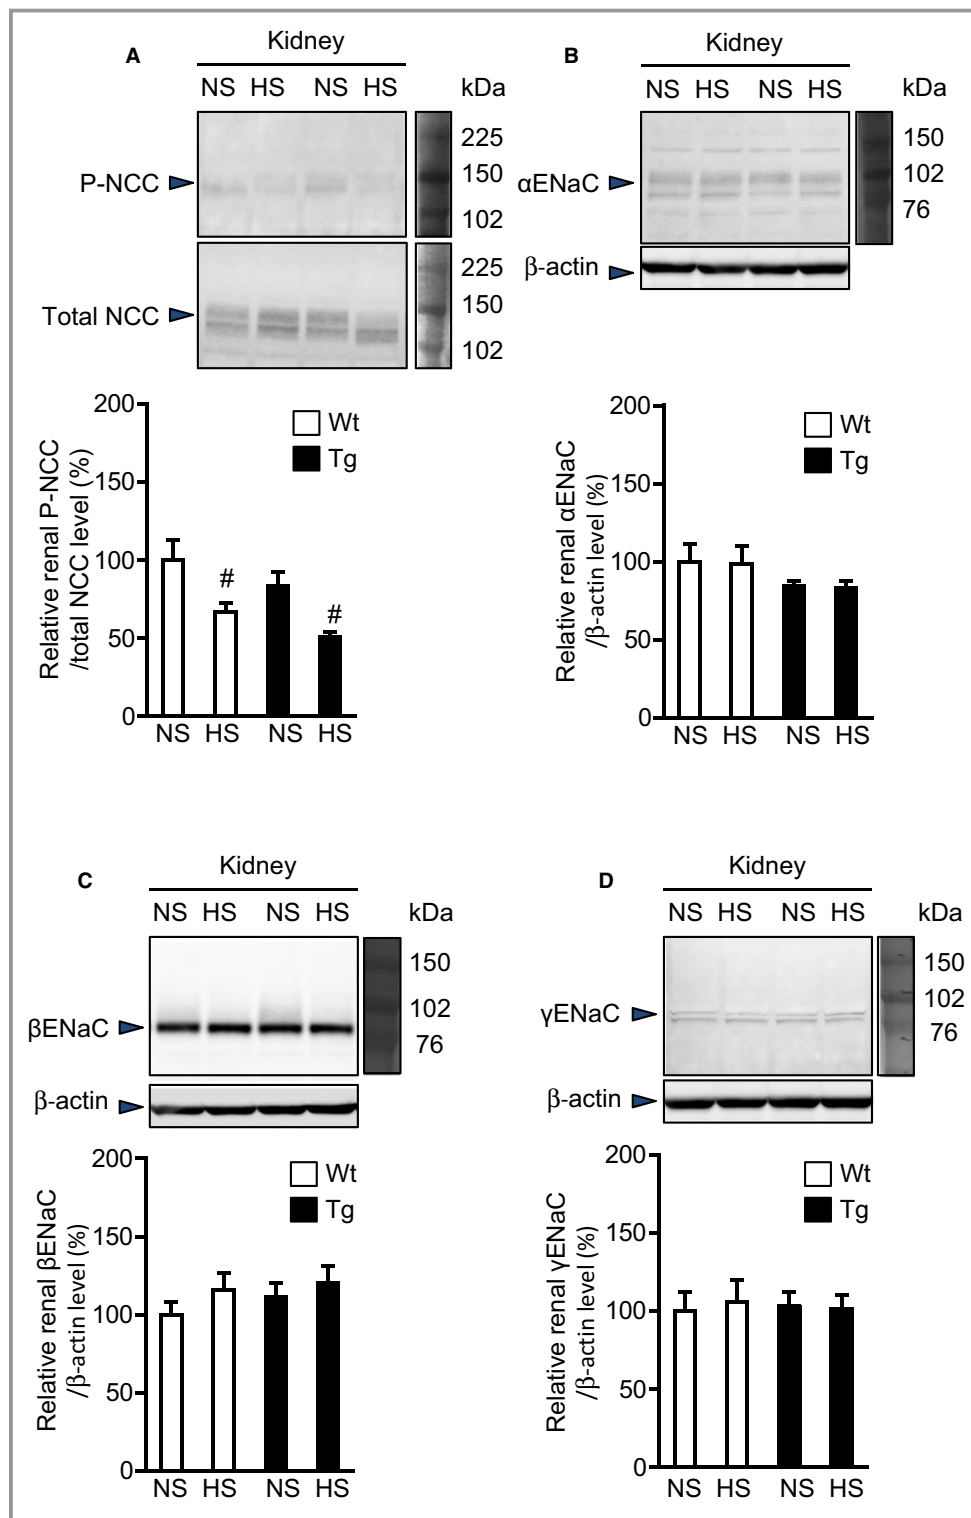 A
Kidney
NS HS NS HS kDa
P-NCC
225
150
102
Total NCC
225
150
102
Relative renal P-NCC
/total NCC level (%)
200
150
100
50
0
Wt
Tg
#
#
NS HS NS HS
B
Kidney
NS HS NS HS kDa
αENaC
150
102
76
β-actin
Relative renal αENaC
/β-actin level (%)
200
150
100
50
0
Wt
Tg
NS HS NS HS
C
Kidney
NS HS NS HS kDa
βENaC
150
102
76
β-actin
Relative renal βENaC
/β-actin level (%)
200
150
100
50
0
Wt
Tg
NS HS NS HS
D
Kidney
NS HS NS HS kDa
γENaC
150
102
76
β-actin
Relative renal γENaC
/β-actin level (%)
200
150
100
50
0
Wt
Tg
NS HS NS HS